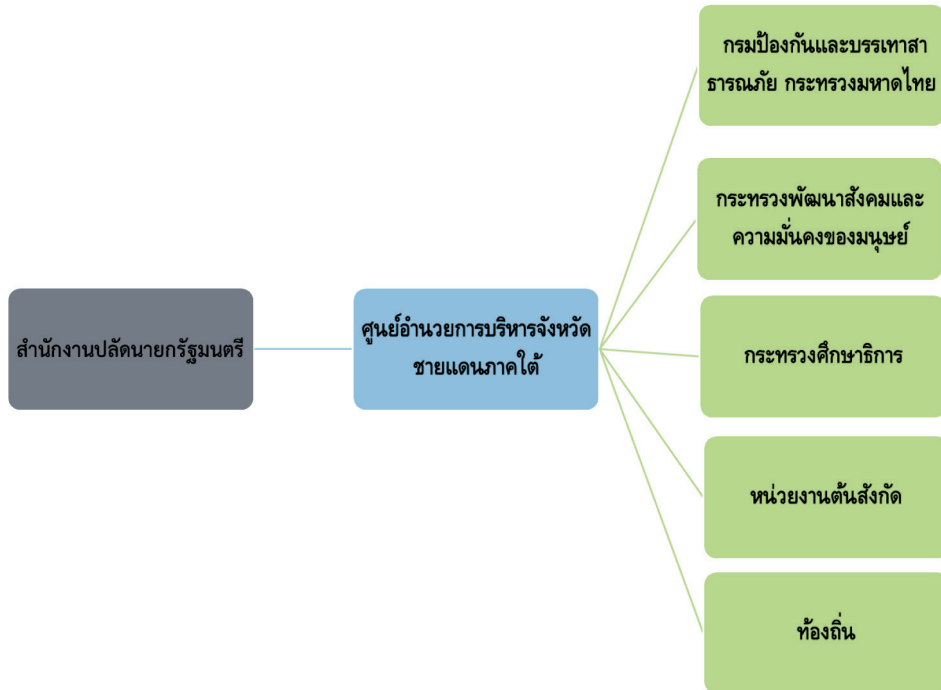 สำนักงานปลัดนายกรัฐมนตรี
ศูนย์อำนวยการบริหารจังหวัด
ชายแดนภาคใต้
กรมป้องกันและบรรเทาสา
ธารณภัย กระทรวงมหาดไทย
กระทรวงพัฒนาสังคมและ
ความมั่นคงของมนุษย์
กระทรวงศึกษาธิการ
หน่วยงานต้นสังกัด
ท้องถิ่น